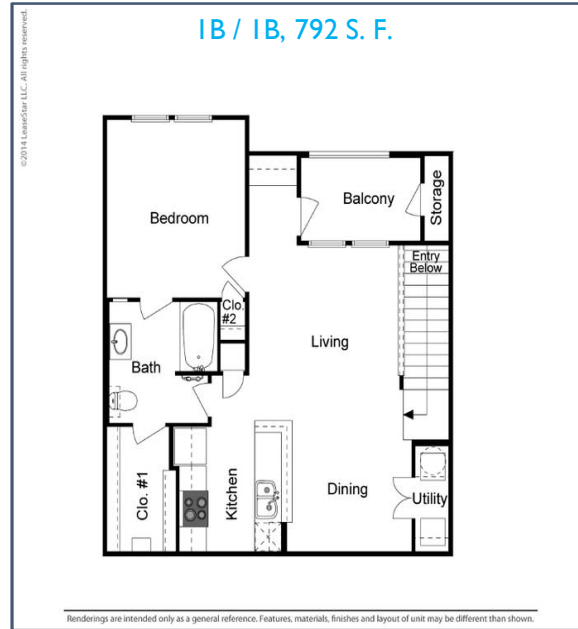 1B / 1B, 792 S. F.
©2014 LeaseStar LLC. All rights reserved.
Bedroom
Balcony
Storage
Entry
Below
Clo.
#2
Living
Bath
Clo. #1
Kitchen
Dining
Utility
Renderings are intended only as a general reference. Features, materials, finishes and layout of unit may be different than shown.